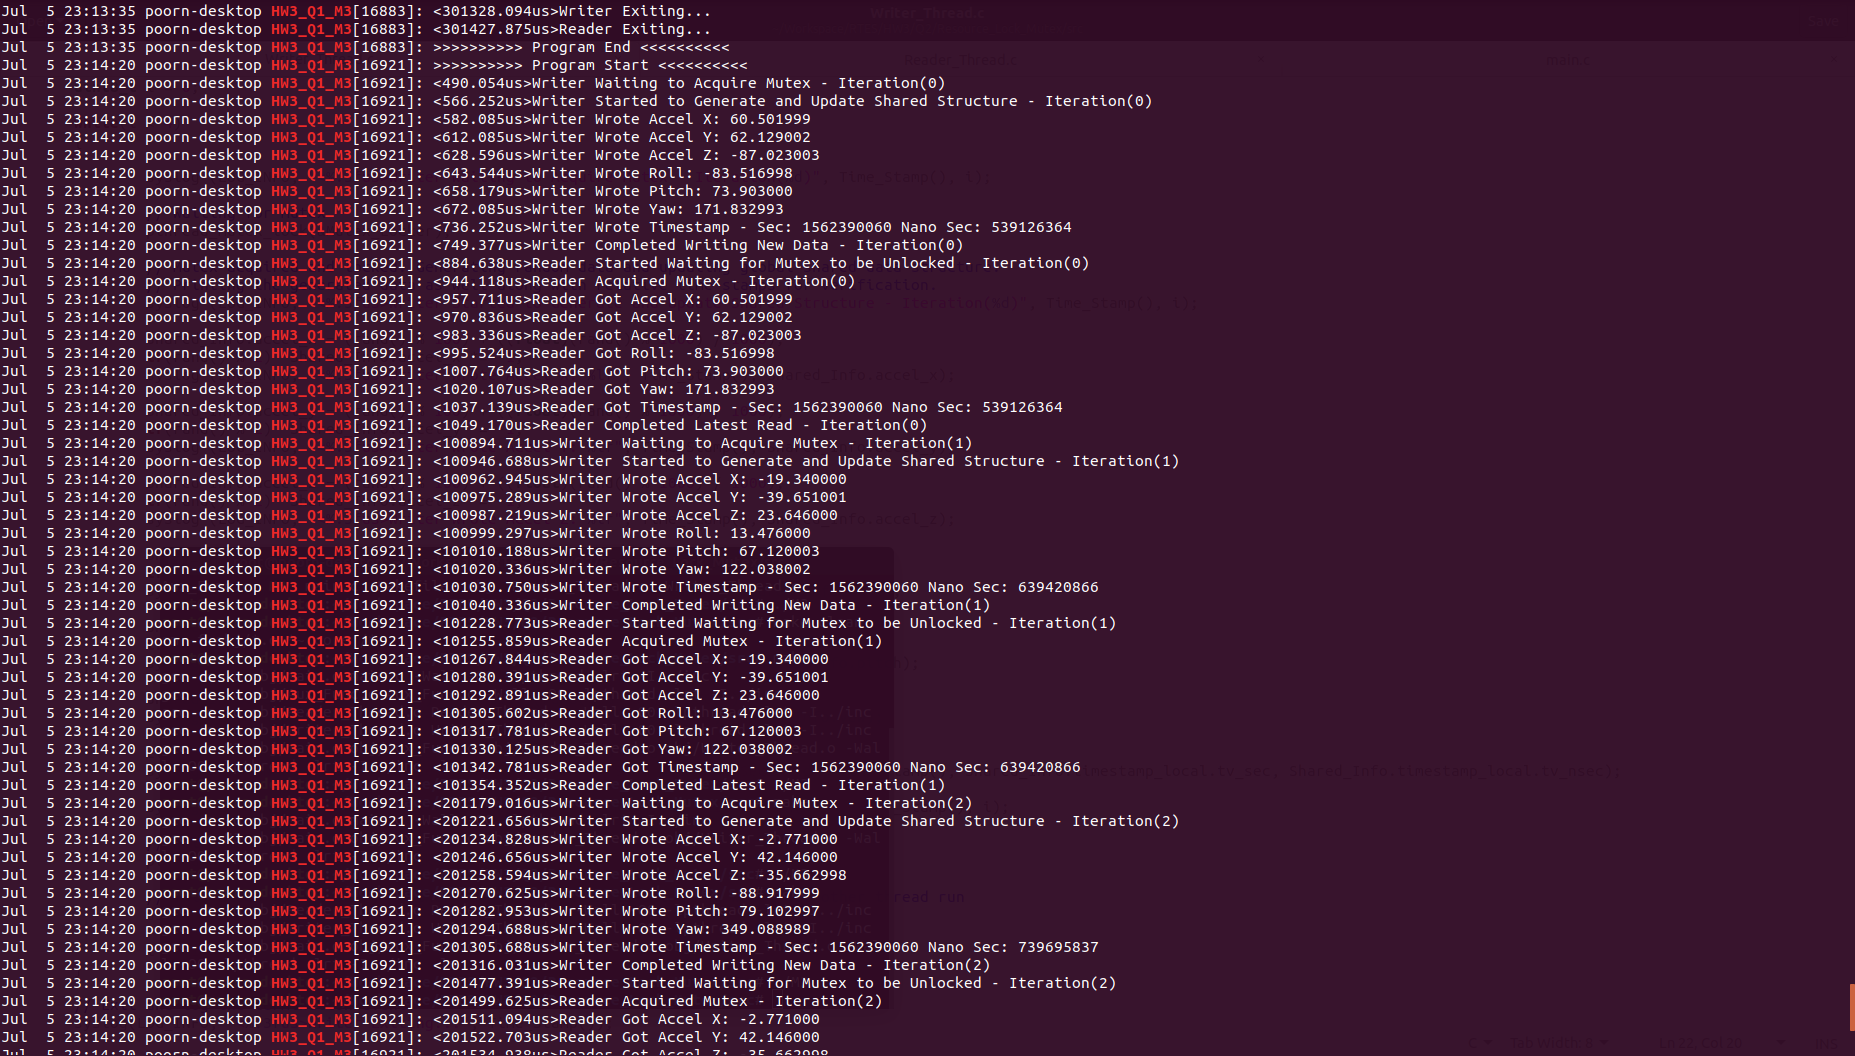 Jul  5 23:13:35 poorn-desktop HW3_Q1_M3[16883]: <301328.094us>Writer Exiting...
Jul  5 23:13:35 poorn-desktop HW3_Q1_M3[16883]: <301427.875us>Reader Exiting...
Jul  5 23:13:35 poorn-desktop HW3_Q1_M3[16883]: >>>>>>>>>> Program End <<<<<<<<<<
Jul  5 23:14:20 poorn-desktop HW3_Q1_M3[16921]: >>>>>>>>>> Program Start <<<<<<<<<<
Jul  5 23:14:20 poorn-desktop HW3_Q1_M3[16921]: <490.054us>Writer Waiting to Acquire Mutex - Iteration(0)
Jul  5 23:14:20 poorn-desktop HW3_Q1_M3[16921]: <566.252us>Writer Started to Generate and Update Shared Structure - Iteration(0)
Jul  5 23:14:20 poorn-desktop HW3_Q1_M3[16921]: <582.085us>Writer Wrote Accel X: 60.501999
Jul  5 23:14:20 poorn-desktop HW3_Q1_M3[16921]: <612.085us>Writer Wrote Accel Y: 62.129002
Jul  5 23:14:20 poorn-desktop HW3_Q1_M3[16921]: <628.596us>Writer Wrote Accel Z: -87.023003
Jul  5 23:14:20 poorn-desktop HW3_Q1_M3[16921]: <643.544us>Writer Wrote Roll: -83.516998
Jul  5 23:14:20 poorn-desktop HW3_Q1_M3[16921]: <658.179us>Writer Wrote Pitch: 73.903000
Jul  5 23:14:20 poorn-desktop HW3_Q1_M3[16921]: <672.085us>Writer Wrote Yaw: 171.832993
Jul  5 23:14:20 poorn-desktop HW3_Q1_M3[16921]: <736.252us>Writer Wrote Timestamp - Sec: 1562390060 Nano Sec: 539126364
Jul  5 23:14:20 poorn-desktop HW3_Q1_M3[16921]: <749.377us>Writer Completed Writing New Data - Iteration(0)
Jul  5 23:14:20 poorn-desktop HW3_Q1_M3[16921]: <884.638us>Reader Started Waiting for Mutex to be Unlocked - Iteration(0)
Jul  5 23:14:20 poorn-desktop HW3_Q1_M3[16921]: <944.118us>Reader Acquired Mutex - Iteration(0)
Jul  5 23:14:20 poorn-desktop HW3_Q1_M3[16921]: <957.711us>Reader Got Accel X: 60.501999
Jul  5 23:14:20 poorn-desktop HW3_Q1_M3[16921]: <970.836us>Reader Got Accel Y: 62.129002
Jul  5 23:14:20 poorn-desktop HW3_Q1_M3[16921]: <983.336us>Reader Got Accel Z: -87.023003
Jul  5 23:14:20 poorn-desktop HW3_Q1_M3[16921]: <995.524us>Reader Got Roll: -83.516998
Jul  5 23:14:20 poorn-desktop HW3_Q1_M3[16921]: <1007.764us>Reader Got Pitch: 73.903000
Jul  5 23:14:20 poorn-desktop HW3_Q1_M3[16921]: <1020.107us>Reader Got Yaw: 171.832993
Jul  5 23:14:20 poorn-desktop HW3_Q1_M3[16921]: <1037.139us>Reader Got Timestamp - Sec: 1562390060 Nano Sec: 539126364
Jul  5 23:14:20 poorn-desktop HW3_Q1_M3[16921]: <1049.170us>Reader Completed Latest Read - Iteration(0)
Jul  5 23:14:20 poorn-desktop HW3_Q1_M3[16921]: <100894.711us>Writer Waiting to Acquire Mutex - Iteration(1)
Jul  5 23:14:20 poorn-desktop HW3_Q1_M3[16921]: <100946.688us>Writer Started to Generate and Update Shared Structure - Iteration(1)
Jul  5 23:14:20 poorn-desktop HW3_Q1_M3[16921]: <100962.945us>Writer Wrote Accel X: -19.340000
Jul  5 23:14:20 poorn-desktop HW3_Q1_M3[16921]: <100975.289us>Writer Wrote Accel Y: -39.651001
Jul  5 23:14:20 poorn-desktop HW3_Q1_M3[16921]: <100987.219us>Writer Wrote Accel Z: 23.646000
Jul  5 23:14:20 poorn-desktop HW3_Q1_M3[16921]: <100999.297us>Writer Wrote Roll: 13.476000
Jul  5 23:14:20 poorn-desktop HW3_Q1_M3[16921]: <101010.188us>Writer Wrote Pitch: 67.120003
Jul  5 23:14:20 poorn-desktop HW3_Q1_M3[16921]: <101020.336us>Writer Wrote Yaw: 122.038002
Jul  5 23:14:20 poorn-desktop HW3_Q1_M3[16921]: <101030.750us>Writer Wrote Timestamp - Sec: 1562390060 Nano Sec: 639420866
Jul  5 23:14:20 poorn-desktop HW3_Q1_M3[16921]: <101040.336us>Writer Completed Writing New Data - Iteration(1)
Jul  5 23:14:20 poorn-desktop HW3_Q1_M3[16921]: <101228.773us>Reader Started Waiting for Mutex to be Unlocked - Iteration(1)
Jul  5 23:14:20 poorn-desktop HW3_Q1_M3[16921]: <101255.859us>Reader Acquired Mutex - Iteration(1)
Jul  5 23:14:20 poorn-desktop HW3_Q1_M3[16921]: <101267.844us>Reader Got Accel X: -19.340000
Jul  5 23:14:20 poorn-desktop HW3_Q1_M3[16921]: <101280.391us>Reader Got Accel Y: -39.651001
Jul  5 23:14:20 poorn-desktop HW3_Q1_M3[16921]: <101292.891us>Reader Got Accel Z: 23.646000
Jul  5 23:14:20 poorn-desktop HW3_Q1_M3[16921]: <101305.602us>Reader Got Roll: 13.476000
Jul  5 23:14:20 poorn-desktop HW3_Q1_M3[16921]: <101317.781us>Reader Got Pitch: 67.120003
Jul  5 23:14:20 poorn-desktop HW3_Q1_M3[16921]: <101330.125us>Reader Got Yaw: 122.038002
Jul  5 23:14:20 poorn-desktop HW3_Q1_M3[16921]: <101342.781us>Reader Got Timestamp - Sec: 1562390060 Nano Sec: 639420866
Jul  5 23:14:20 poorn-desktop HW3_Q1_M3[16921]: <101354.352us>Reader Completed Latest Read - Iteration(1)
Jul  5 23:14:20 poorn-desktop HW3_Q1_M3[16921]: <201179.016us>Writer Waiting to Acquire Mutex - Iteration(2)
Jul  5 23:14:20 poorn-desktop HW3_Q1_M3[16921]: <201221.656us>Writer Started to Generate and Update Shared Structure - Iteration(2)
Jul  5 23:14:20 poorn-desktop HW3_Q1_M3[16921]: <201234.828us>Writer Wrote Accel X: -2.771000
Jul  5 23:14:20 poorn-desktop HW3_Q1_M3[16921]: <201246.656us>Writer Wrote Accel Y: 42.146000
Jul  5 23:14:20 poorn-desktop HW3_Q1_M3[16921]: <201258.594us>Writer Wrote Accel Z: -35.662998
Jul  5 23:14:20 poorn-desktop HW3_Q1_M3[16921]: <201270.625us>Writer Wrote Roll: -88.917999
Jul  5 23:14:20 poorn-desktop HW3_Q1_M3[16921]: <201282.953us>Writer Wrote Pitch: 79.102997
Jul  5 23:14:20 poorn-desktop HW3_Q1_M3[16921]: <201294.688us>Writer Wrote Yaw: 349.088989
Jul  5 23:14:20 poorn-desktop HW3_Q1_M3[16921]: <201305.688us>Writer Wrote Timestamp - Sec: 1562390060 Nano Sec: 739695837
Jul  5 23:14:20 poorn-desktop HW3_Q1_M3[16921]: <201316.031us>Writer Completed Writing New Data - Iteration(2)
Jul  5 23:14:20 poorn-desktop HW3_Q1_M3[16921]: <201477.391us>Reader Started Waiting for Mutex to be Unlocked - Iteration(2)
Jul  5 23:14:20 poorn-desktop HW3_Q1_M3[16921]: <201499.625us>Reader Acquired Mutex - Iteration(2)
Jul  5 23:14:20 poorn-desktop HW3_Q1_M3[16921]: <201511.094us>Reader Got Accel X: -2.771000
Jul  5 23:14:20 poorn-desktop HW3_Q1_M3[16921]: <201522.703us>Reader Got Accel Y: 42.146000
Jul  5 23:14:20 poorn-desktop HW3_Q1_M3[16921]: <201534.938us>Reader Got Accel Z: -35.662998